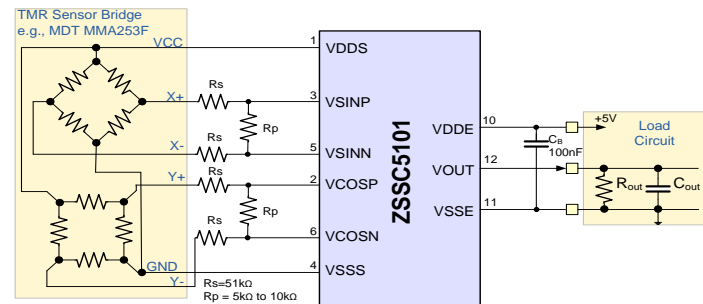 TMR Sensor Bridge
e.g., MDT MMA253F
VCC
1
VDDS
X+
Rs
3
VSINP
Rp
X-
Rs
5
VSINN
Y+
Rs
2
VCOSP
Rp
Rs
6
VCOSN
GND
4
VSSS
Y-
Rs=51kΩ
Rp = 5kΩ to 10kΩ
ZSSC5101
VDDE
10
VOUT
12
VSSE
11
CB
100nF
+5V
Load
Circuit
Rout
Cout